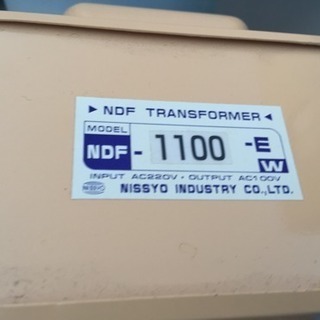 ▶ NDF TRANSFORMER ◀
MODEL
NDF - 1100 - E
W
INPUT AC220V · OUTPUT AC100V
NISSYO INDUSTRY CO.,LTD.